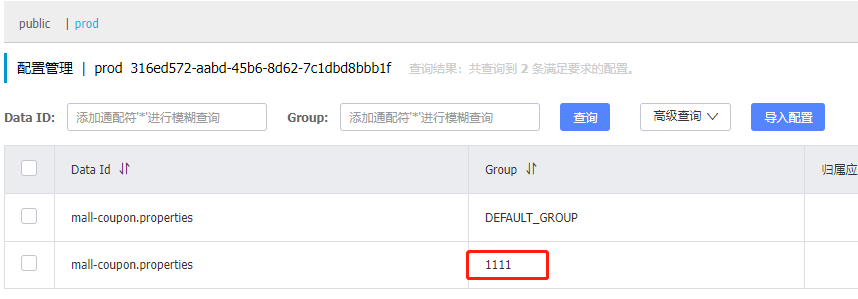 public | prod
配置管理 | prod 316ed572-aabd-45b6-8d62-7c1dbd8bbb1f 查询结果：共查询到 2 条满足要求的配置。
Data ID: 添加通配符'*'进行模糊查询 Group: 添加通配符'*'进行模糊查询 查询 高级查询 导入配置
Data Id Group 归属应
mall-coupon.properties DEFAULT_GROUP
mall-coupon.properties 1111